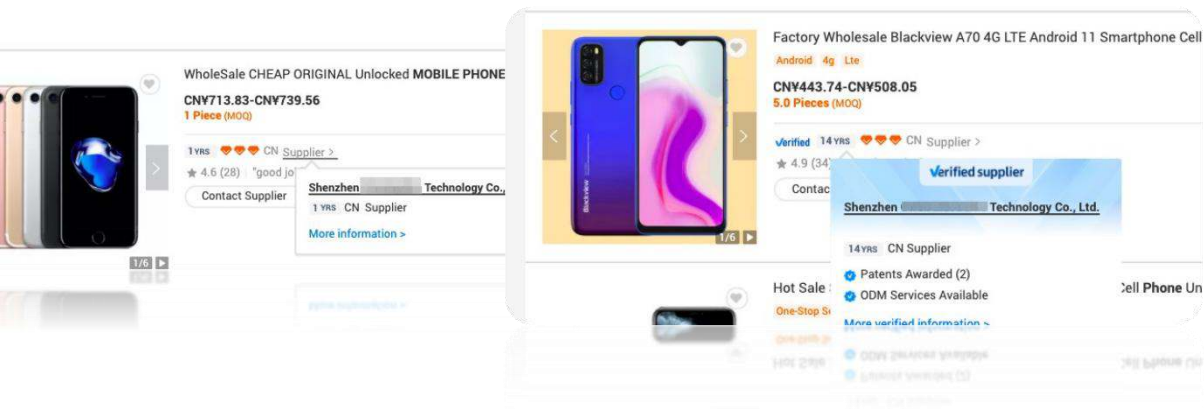 WholeSale CHEAP ORIGINAL Unlocked MOBILE PHONE
CN¥713.83-CN¥739.56
1 Piece (MOQ)
1 YRS CN Supplier >
4.6 (28) "good jo
Contact Supplier
Shenzhen Technology Co.,
1 YRS CN Supplier
More information >
1/6
Factory Wholesale Blackview A70 4G LTE Android 11 Smartphone Cell
Android 4g Lte
CN¥443.74-CN¥508.05
5.0 Pieces (MOQ)
Verified 14 YRS CN Supplier >
4.9 (34)
Contac
Blackview
1/6
Verified supplier
Shenzhen Technology Co., Ltd.
14 YRS CN Supplier
Patents Awarded (2)
ODM Services Available
More verified information >
Hot Sale Cell Phone Un
One-Stop Se